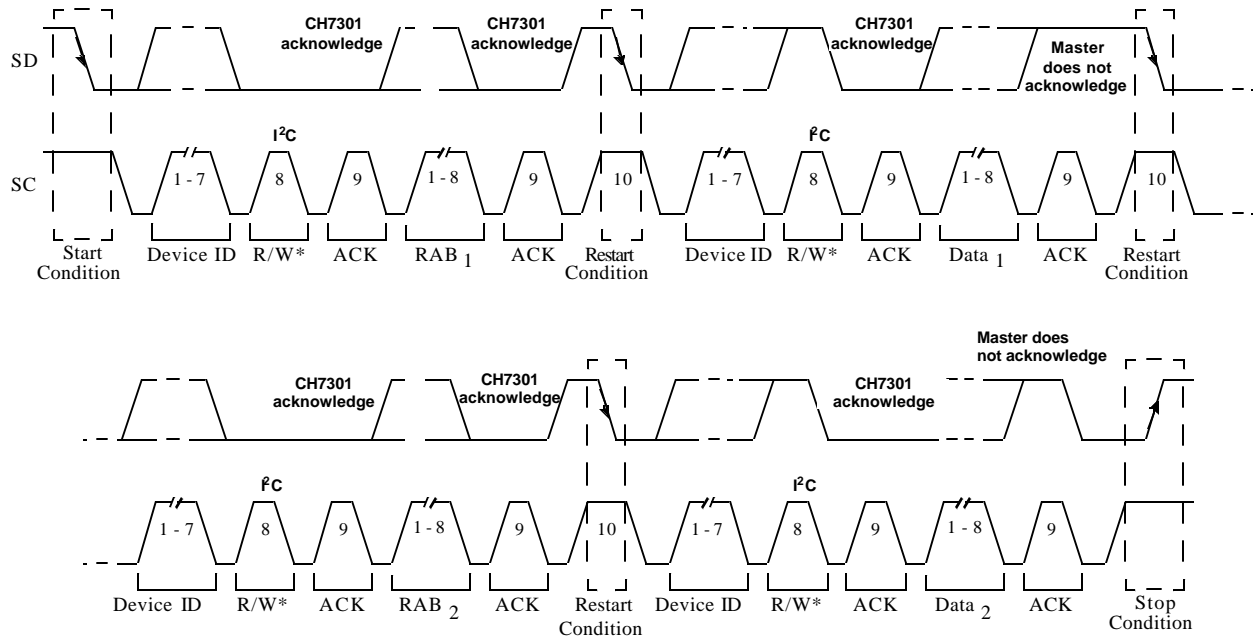 CH7301 acknowledge
CH7301 acknowledge
CH7301 acknowledge
Master does not acknowledge
SD
I²C
I²C
SC
1 - 7
8
9
1 - 8
9
10
1 - 7
8
9
1 - 8
9
10
Start Condition
Device ID
R/W*
ACK
RAB 1
ACK
Restart Condition
Device ID
R/W*
ACK
Data 1
ACK
Restart Condition
CH7301 acknowledge
CH7301 acknowledge
CH7301 acknowledge
Master does not acknowledge
I²C
I²C
1 - 7
8
9
1 - 8
9
10
1 - 7
8
9
1 - 8
9
Device ID
R/W*
ACK
RAB 2
ACK
Restart Condition
Device ID
R/W*
ACK
Data 2
ACK
Stop Condition